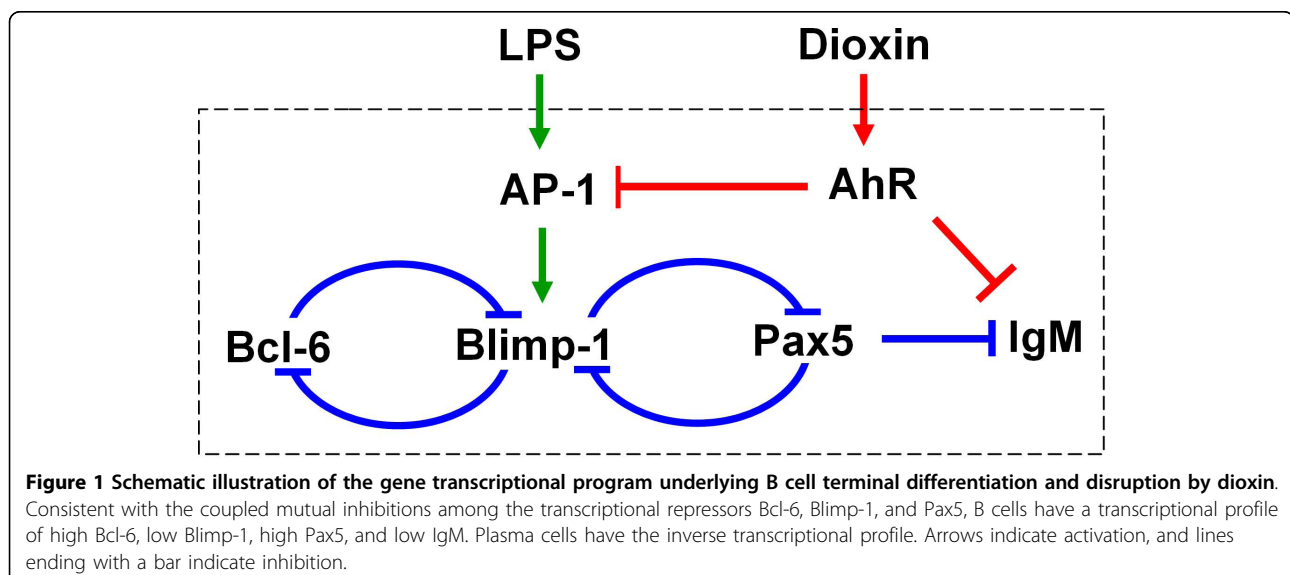 LPS Dioxin
AP-1 AhR
Bcl-6 Blimp-1 Pax5 IgM
Figure 1 Schematic illustration of the gene transcriptional program underlying B cell terminal differentiation and disruption by dioxin.
Consistent with the coupled mutual inhibitions among the transcriptional repressors Bcl-6, Blimp-1, and Pax5, B cells have a transcriptional profile
of high Bcl-6, low Blimp-1, high Pax5, and low IgM. Plasma cells have the inverse transcriptional profile. Arrows indicate activation, and lines
ending with a bar indicate inhibition.